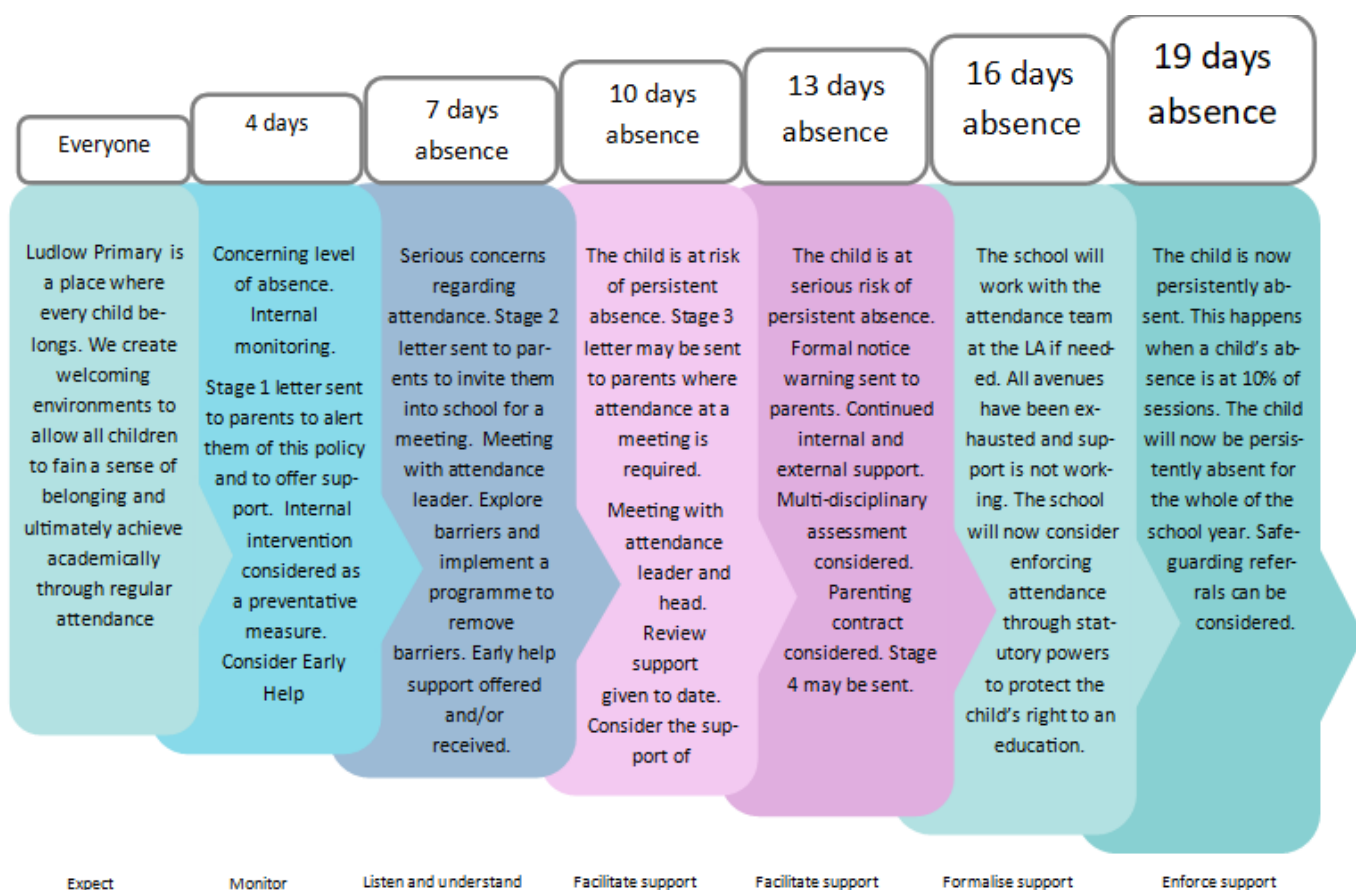 Everyone
4 days
7 days
absence
10 days
absence
13 days
absence
16 days
absence
19 days
absence
Ludlow Primary is
a place where
every child be-
longs. We create
welcoming
environments to
allow all children
to fain a sense of
belonging and
ultimately achieve
academically
through regular
attendance
Concerning level
of absence.
Internal
monitoring.
Stage 1 letter sent
to parents to alert
them of this policy
and to offer sup-
port. Internal
intervention
considered as
a preventative
measure.
Consider Early
Help
Serious concerns
regarding
attendance. Stage 2
letter sent to par-
ents to invite them
into school for a
meeting. Meeting
with attendance
leader. Explore
barriers and
implement a
programme to
remove
barriers. Early help
support offered
and/or
received.
The child is at risk
of persistent
absence. Stage 3
letter may be sent
to parents where
attendance at a
meeting is
required.
Meeting with
attendance
leader and
head.
Review
support
given to date.
Consider the sup-
port of
The child is at
serious risk of
persistent absence.
Formal notice
warning sent to
parents. Continued
internal and
external support.
Multi-disciplinary
assessment
considered.
Parenting
contract
considered. Stage
4 may be sent.
The school will
work with the
attendance team
at the LA if need-
ed. All avenues
have been ex-
hausted and sup-
port is not work-
ing. The school
will now consider
enforcing
attendance
through stat-
utory powers
to protect the
child's right to an
education.
The child is now
persistently ab-
sent. This happens
when a child's ab-
sence is at 10% of
sessions. The child
will now be persis-
tently absent for
the whole of the
school year. Safe-
guarding refer-
rals can be
considered.
Expect
Monitor
Listen and understand
Facilitate support
Facilitate support
Formalise support
Enforce support